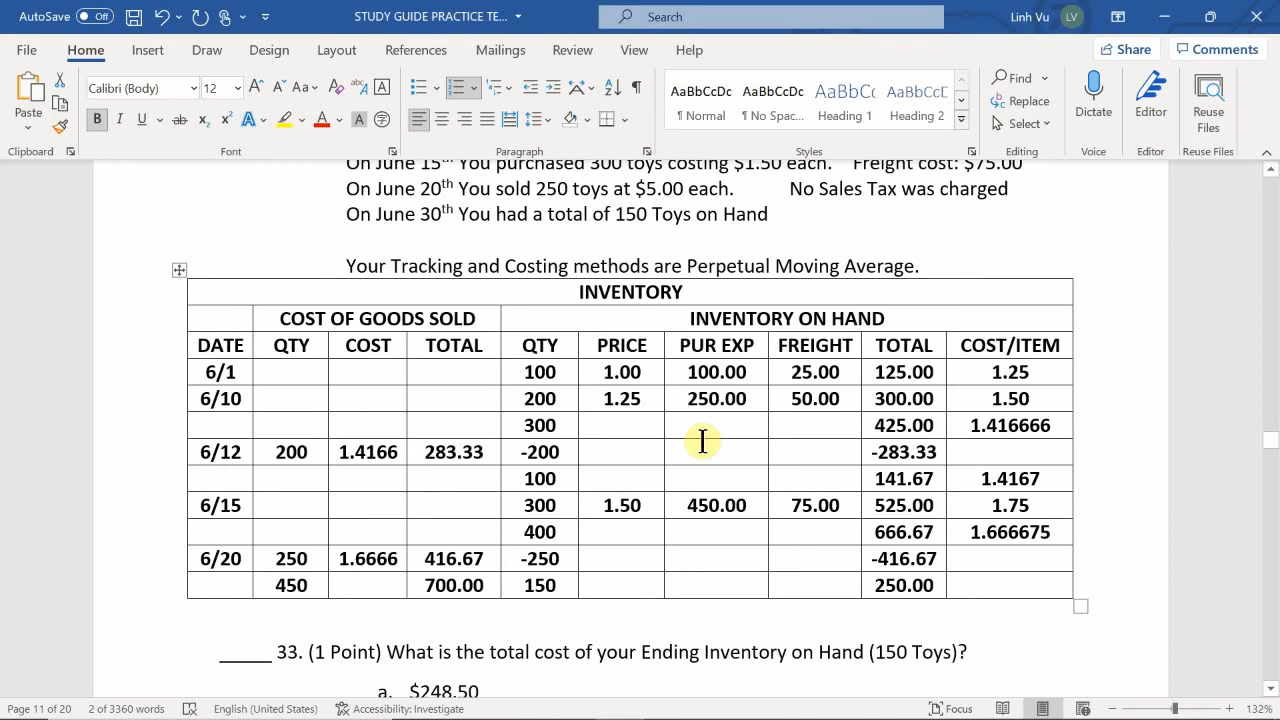 AutoSave Off STUDY GUIDE PRACTICE TE... Search Linh Vu LV
File Home Insert Draw Design Layout References Mailings Review View Help Share Comments
Paste Calibri (Body) 12 Aa AaBbCcDc AaBbCcDc AaBbCc AaBbCcD Find Replace Select Dictate Editor Reuse Files
¶ Normal ¶ No Spac... Heading 1 Heading 2
Clipboard Font Paragraph Styles Editing Voice Editor Reuse Files
On June 15th You purchased 300 toys costing $1.50 each. Freight cost: $75.00
On June 20th You sold 250 toys at $5.00 each. No Sales Tax was charged
On June 30th You had a total of 150 Toys on Hand
Your Tracking and Costing methods are Perpetual Moving Average.
INVENTORY
COST OF GOODS SOLD INVENTORY ON HAND
DATE QTY COST TOTAL QTY PRICE PUR EXP FREIGHT TOTAL COST/ITEM
6/1 100 1.00 100.00 25.00 125.00 1.25
6/10 200 1.25 250.00 50.00 300.00 1.50
300 425.00 1.416666
6/12 200 1.4166 283.33 -200 -283.33
100 141.67 1.4167
6/15 300 1.50 450.00 75.00 525.00 1.75
400 666.67 1.666675
6/20 250 1.6666 416.67 -250 -416.67
450 700.00 150 250.00
_____ 33. (1 Point) What is the total cost of your Ending Inventory on Hand (150 Toys)?
a. $248.50
Page 11 of 20 2 of 3360 words English (United States) Accessibility: Investigate Focus 132%